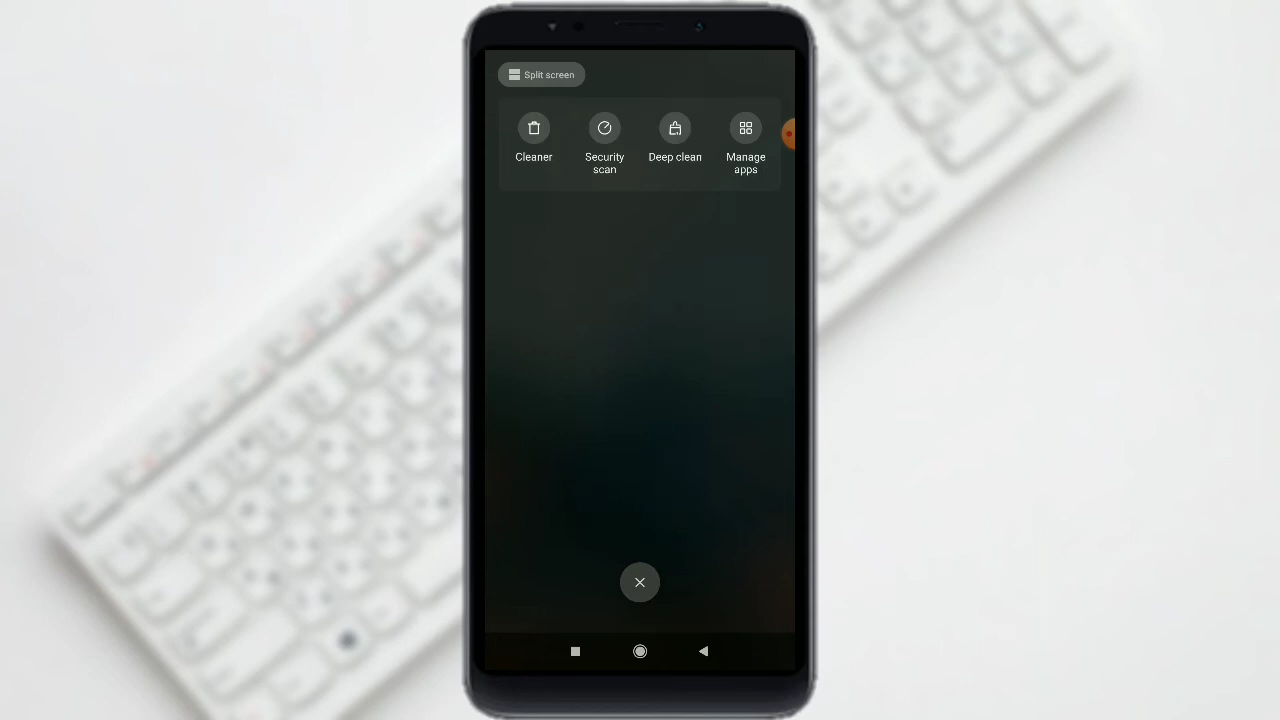 Split screen
Cleaner
Security
scan
Deep clean
Manage
apps